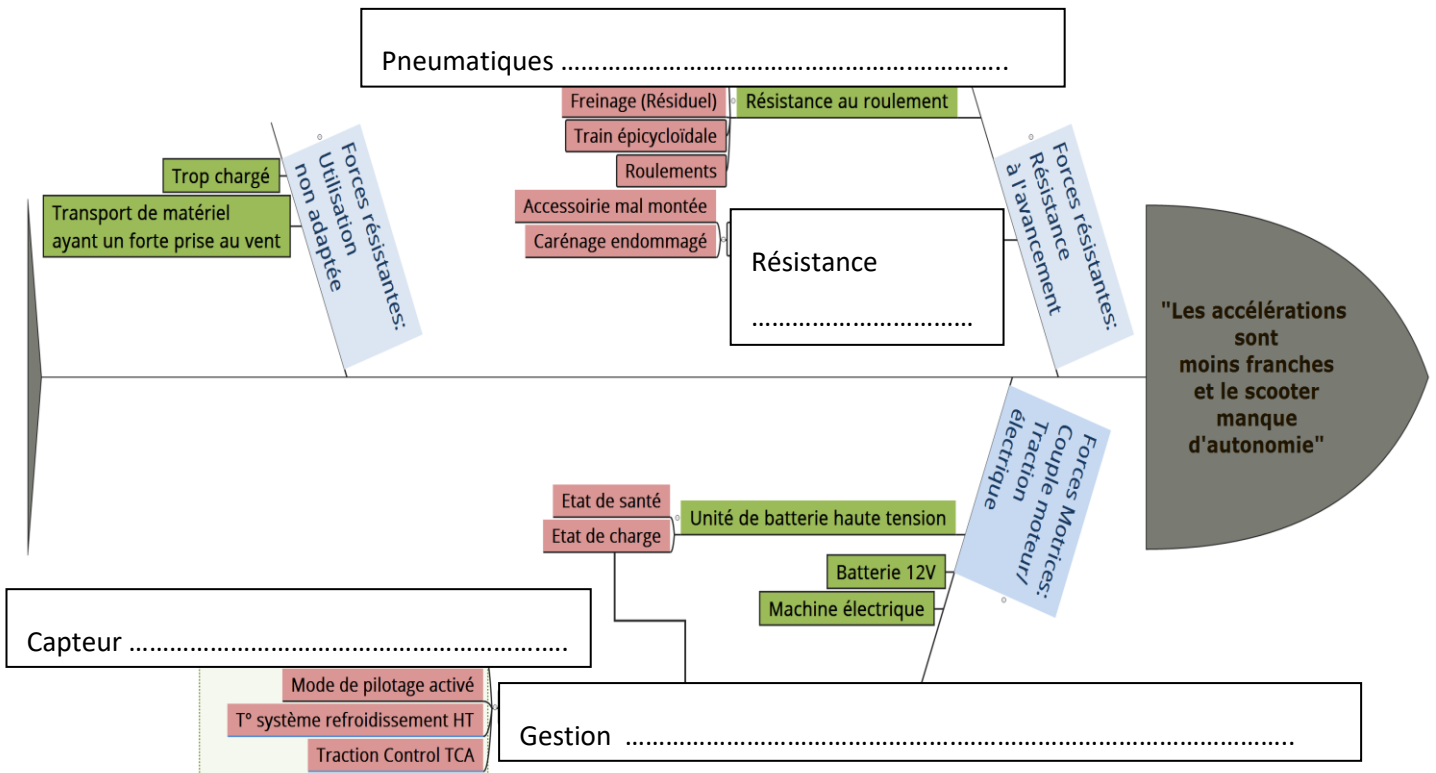 Pneumatiques ……………………………………………………….
Freinage (Résiduel)
Résistance au roulement
Train épicycloïdale
Roulements
Forces résistantes:
Utilisation
non adaptée
Trop chargé
Transport de matériel
ayant un forte prise au vent
Accessoirie mal montée
Carénage endommagé
Résistance
……………………………
Forces résistantes:
Résistance
à l'avancement
"Les accélérations
sont
moins franches
et le scooter
manque
d'autonomie"
Forces Motrices:
Couple moteur/
Traction
électrique
Etat de santé
Etat de charge
Unité de batterie haute tension
Batterie 12V
Machine électrique
Capteur ……………………………………………………….
Mode de pilotage activé
T° système refroidissement HT
Traction Control TCA
Gestion ……………………………………………………………………………………..